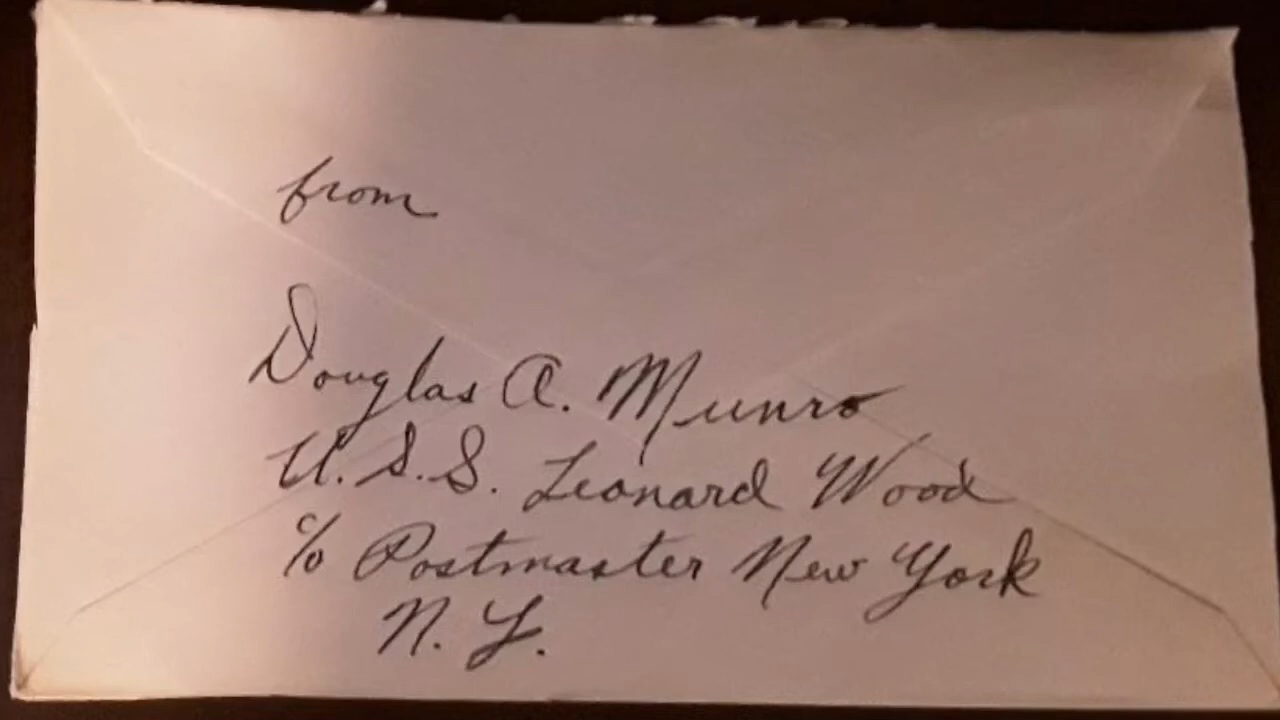 from
Douglas A. Munro
U.S.S. Leonard Wood
c/o Postmaster New York
N.Y.